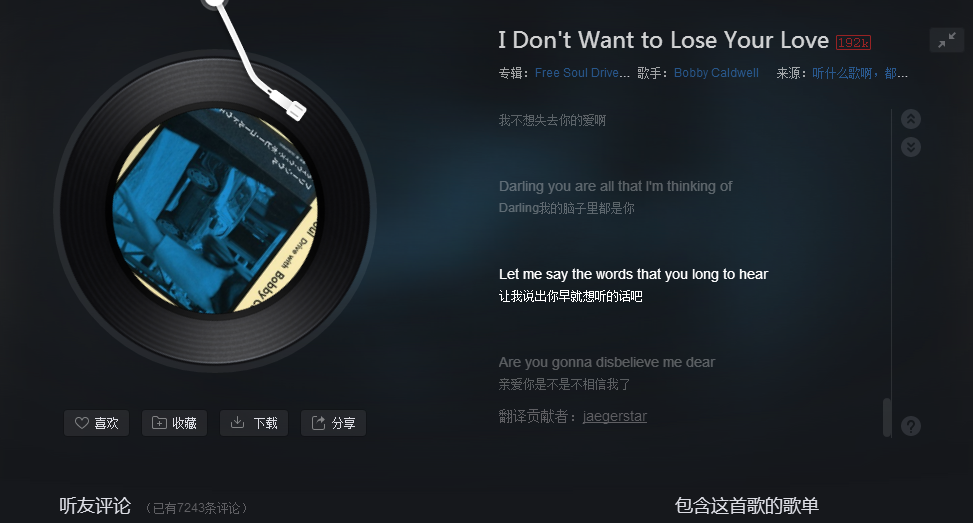 I Don't Want to Lose Your Love 192k
专辑：Free Soul Drive... 歌手：Bobby Caldwell 来源：听什么歌啊，都...
我不想失去你的爱啊
Darling you are all that I'm thinking of
Darling我的脑子里都是你
Let me say the words that you long to hear
让我说出你早就想听的话吧
Are you gonna disbelieve me dear
亲爱你是不是不相信我了
翻译贡献者：jaegerstar
Drive with Bobby
喜欢 收藏 下载 分享
听友评论 （已有7243条评论）
包含这首歌的歌单